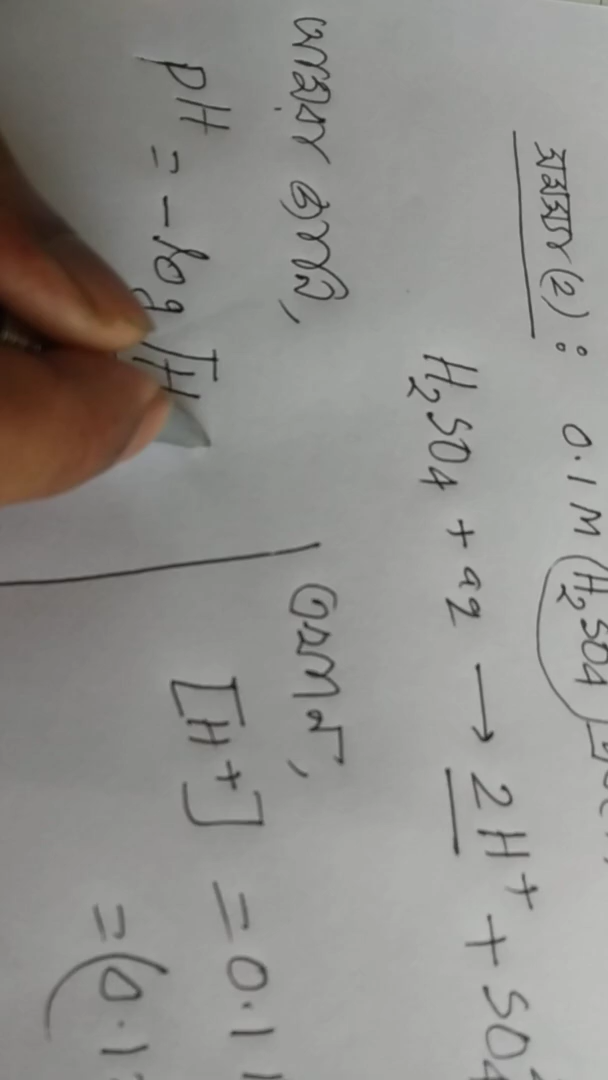 সমস্যা (2) : 0.1 M H₂SO₄
H₂SO₄ + aq → 2H⁺ + SO₄
আমরা জানি,
pH = -log [H
এখানে,
[H⁺] = 0.1
= (0.1